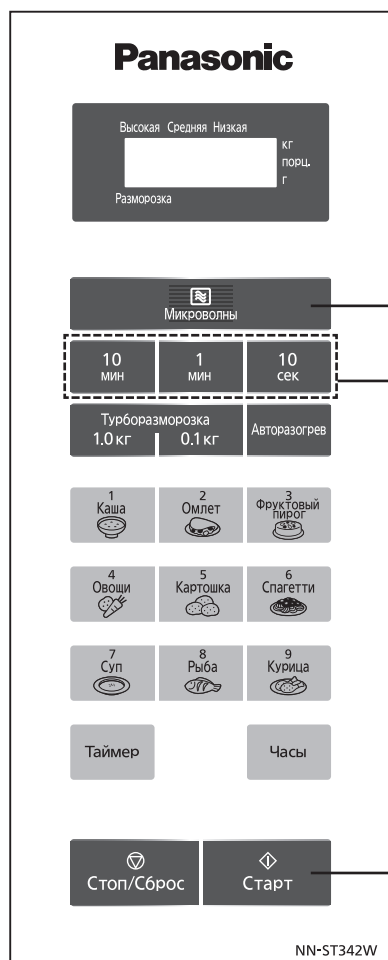 Panasonic
Высокая Средняя Низкая
кг
порц.
г
Разморозка
Микроволны
10 мин
1 мин
10 сек
Турборазморозка
1.0 кг 0.1 кг
Авторазогрев
1 Каша
2 Омлет
3 Фруктовый пирог
4 Овощи
5 Картошка
6 Спагетти
7 Суп
8 Рыба
9 Курица
Таймер
Часы
Стоп/Сброс
Старт
NN-ST342W